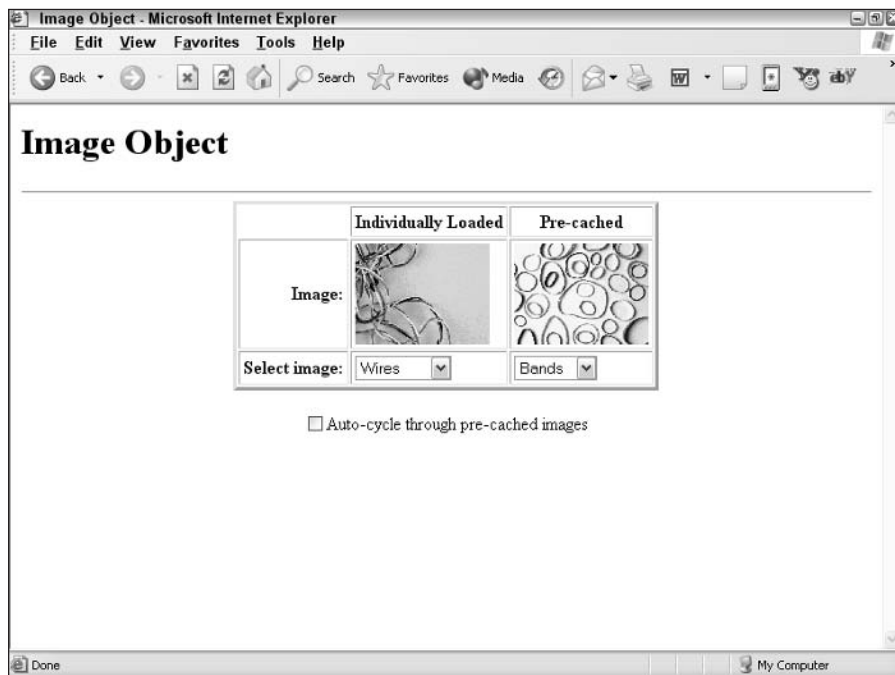 Image Object - Microsoft Internet Explorer
File Edit View Favorites Tools Help
Back Search Favorites Media
Image Object
Individually Loaded Pre-cached
Image:
Select image: Wires Bands
Auto-cycle through pre-cached images
Done My Computer